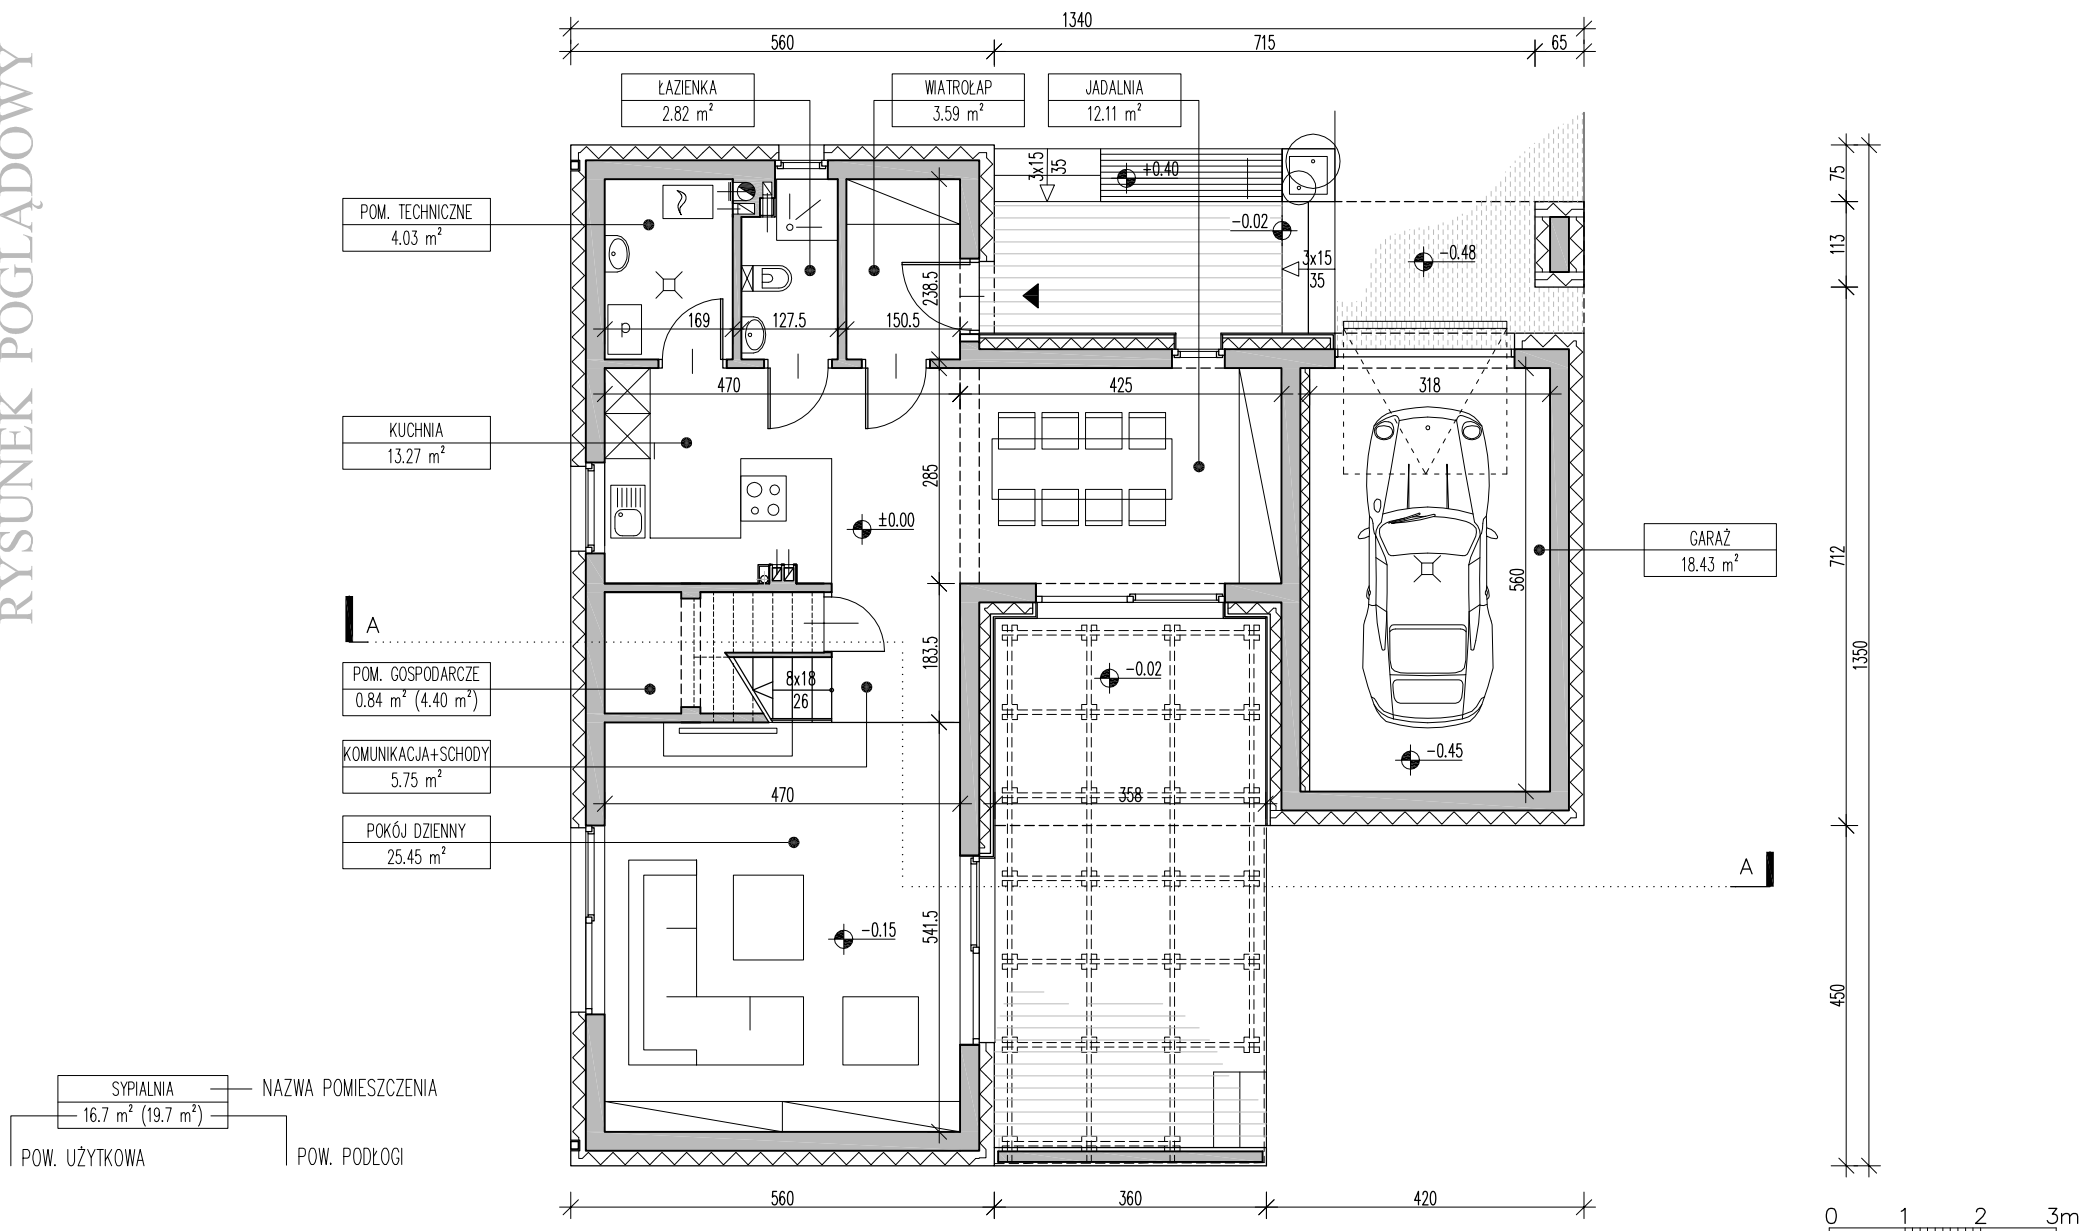 RYSUNEK POGLĄDOWY
1340
560
715
65
ŁAZIENKA
2.82 m²
WIATROŁAP
3.59 m²
JADALNIA
12.11 m²
POM. TECHNICZNE
4.03 m²
3x15
35
+0.40
-0.02
3x15
35
-0.48
75
113
238.5
169
127.5
150.5
470
425
318
KUCHNIA
13.27 m²
285
±0.00
GARAŻ
18.43 m²
560
712
1350
A
POM. GOSPODARCZE
0.84 m² (4.40 m²)
183.5
8x18
26
-0.02
KOMUNIKACJA+SCHODY
5.75 m²
-0.45
470
358
POKÓJ DZIENNY
25.45 m²
A
541.5
-0.15
450
SYPIALNIA
NAZWA POMIESZCZENIA
16.7 m² (19.7 m²)
POW. UŻYTKOWA
POW. PODŁOGI
560
360
420
0 1 2 3m